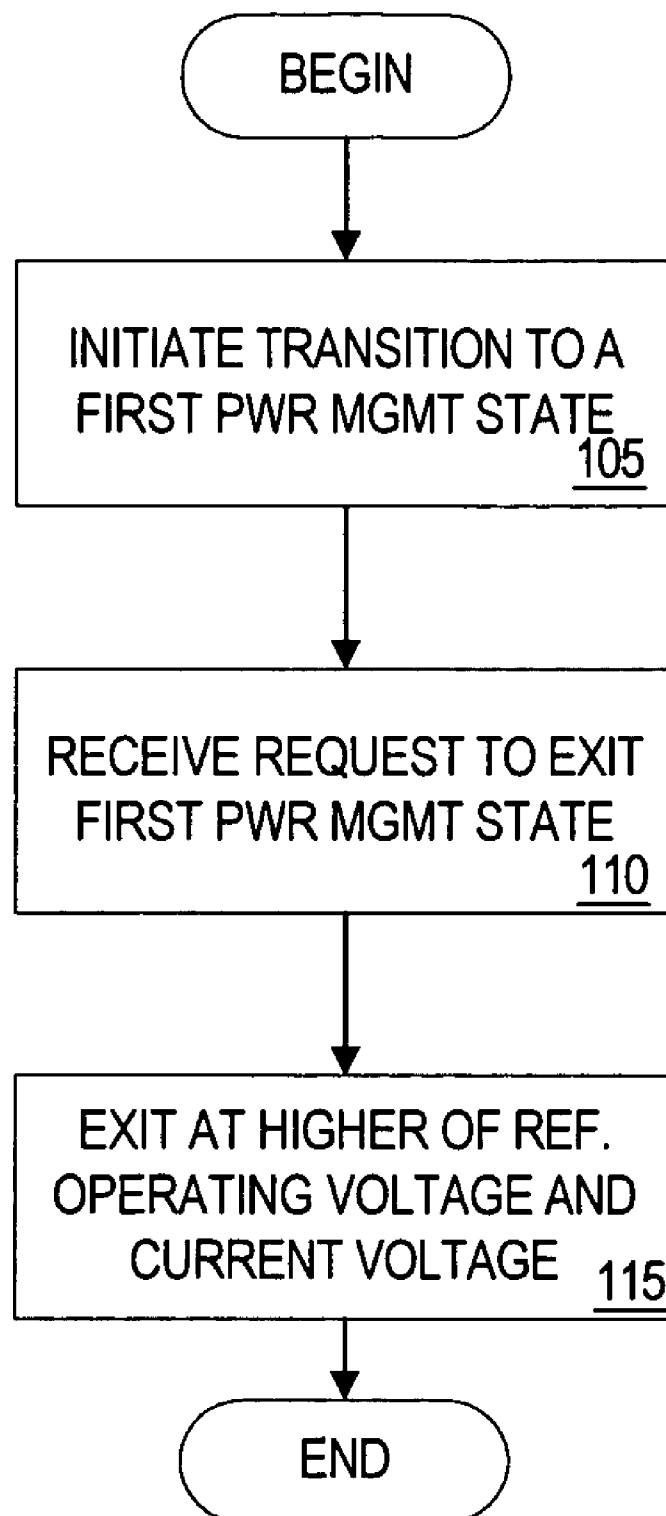 BEGIN
INITIATE TRANSITION TO A
FIRST PWR MGMT STATE
105
RECEIVE REQUEST TO EXIT
FIRST PWR MGMT STATE
110
EXIT AT HIGHER OF REF.
OPERATING VOLTAGE AND
CURRENT VOLTAGE
115
END